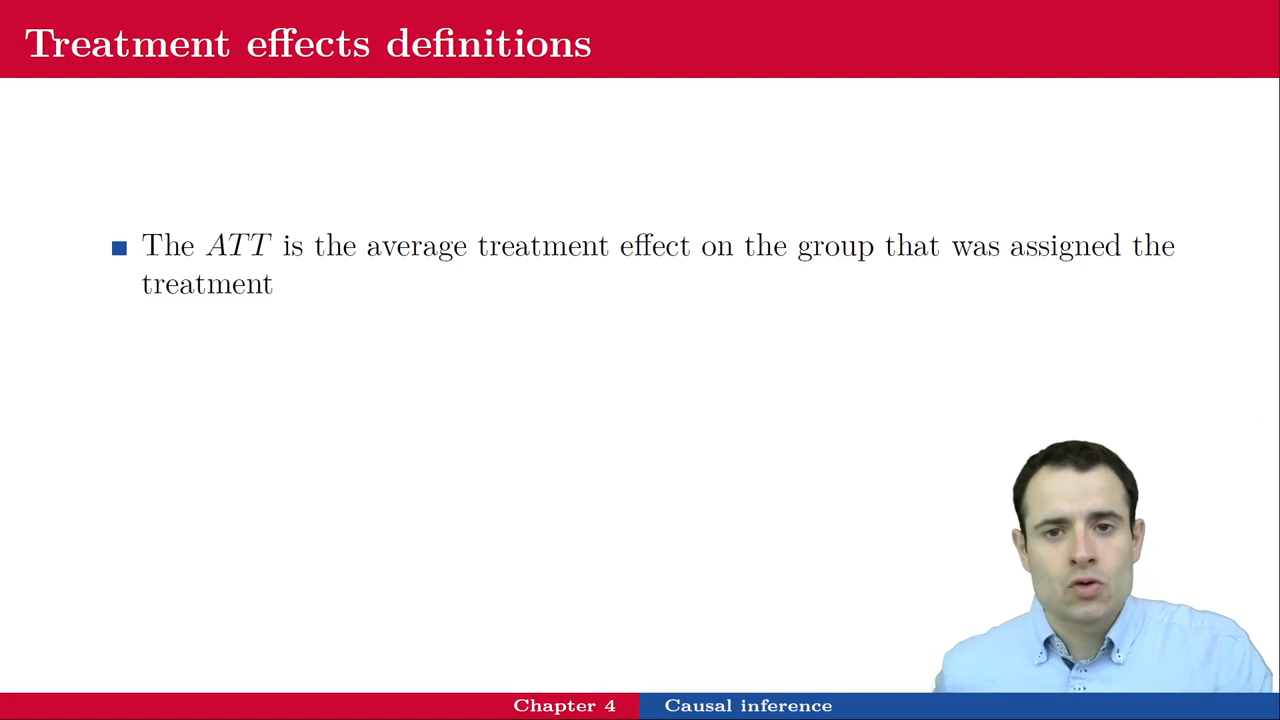 Treatment effects definitions
The ATT is the average treatment effect on the group that was assigned the
treatment
Chapter 4
Causal inference